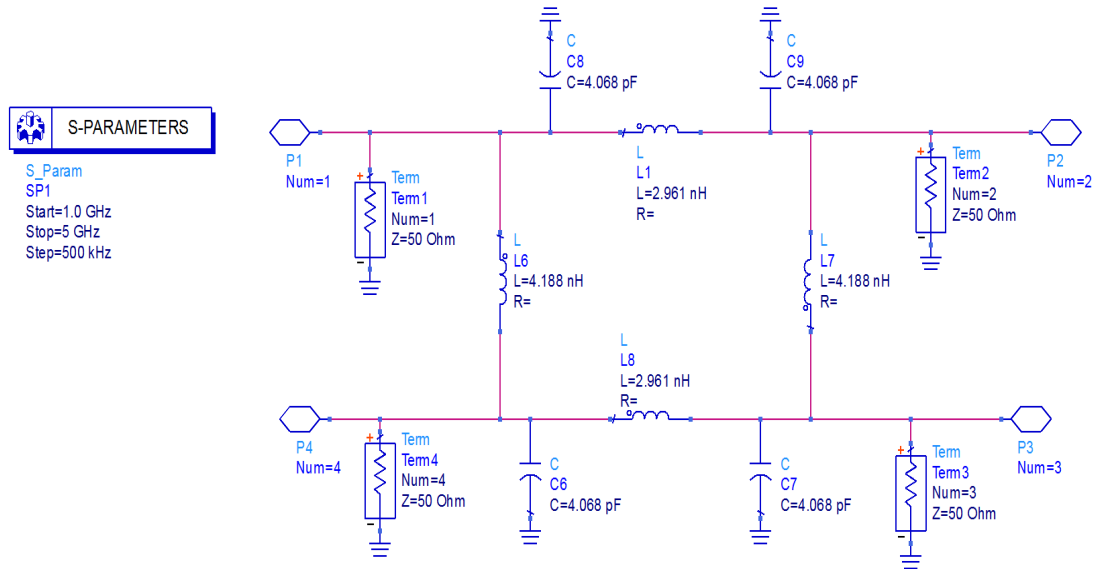 C
C8
C=4.068 pF
C
C9
C=4.068 pF
S-PARAMETERS
S_Param
SP1
Start=1.0 GHz
Stop=5 GHz
Step=500 kHz
P1
Num=1
+
Term
Term1
Num=1
Z=50 Ohm
-
L
L1
L=2.961 nH
R=
+
Term
Term2
Num=2
Z=50 Ohm
-
P2
Num=2
L
L6
L=4.188 nH
R=
L
L7
L=4.188 nH
R=
L
L8
L=2.961 nH
R=
P4
Num=4
+
Term
Term4
Num=4
Z=50 Ohm
-
C
C6
C=4.068 pF
C
C7
C=4.068 pF
+
Term
Term3
Num=3
Z=50 Ohm
-
P3
Num=3